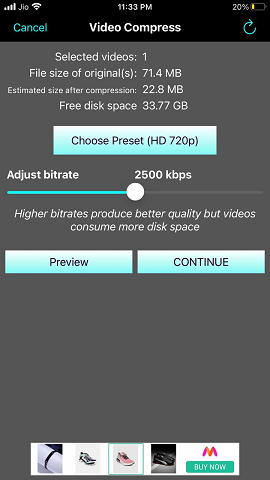 Jio 11:33 PM 20%
Cancel Video Compress
Selected videos: 1
File size of original(s): 71.4 MB
Estimated size after compression: 22.8 MB
Free disk space 33.77 GB
Choose Preset (HD 720p)
Adjust bitrate 2500 kbps
Higher bitrates produce better quality but videos
consume more disk space
Preview CONTINUE
BUY NOW